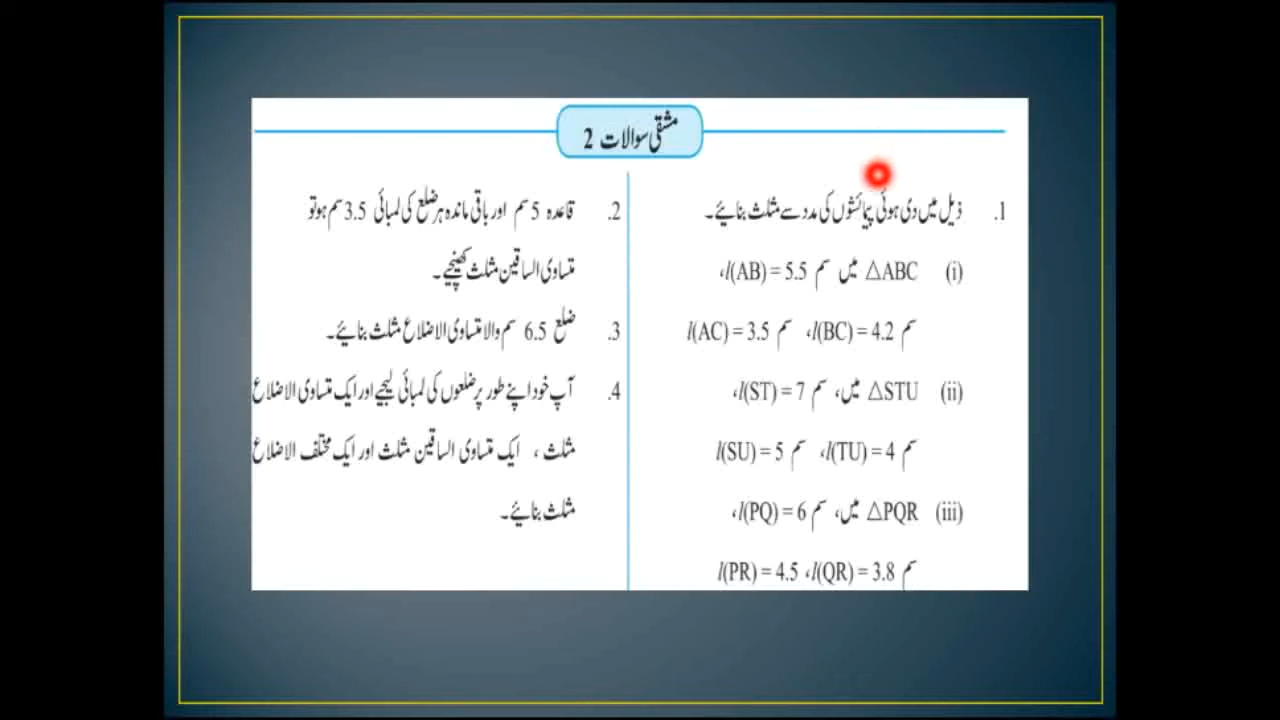 مشقی سوالات 2
1. ذیل میں دی ہوئی پیمائشوں کی مدد سے مثلث بنائیے۔
(i) △ABC میں سم l(AB) = 5.5،
سم l(BC) = 4.2، سم l(AC) = 3.5
(ii) △STU میں، سم l(ST) = 7،
سم l(TU) = 4، سم l(SU) = 5
(iii) △PQR میں، سم l(PQ) = 6،
سم l(QR) = 3.8، l(PR) = 4.5
2. قاعدہ 5 سم اور باقی ماندہ ہر ضلع کی لمبائی 3.5 سم ہو تو
متساوی الساقین مثلث کھینچیے۔
3. ضلع 6.5 سم والا متساوی الاضلاع مثلث بنائیے۔
4. آپ خود اپنے طور پر ضلعوں کی لمبائی لیجیے اور ایک متساوی الاضلاع
مثلث، ایک متساوی الساقین مثلث اور ایک مختلف الاضلاع
مثلث بنائیے۔